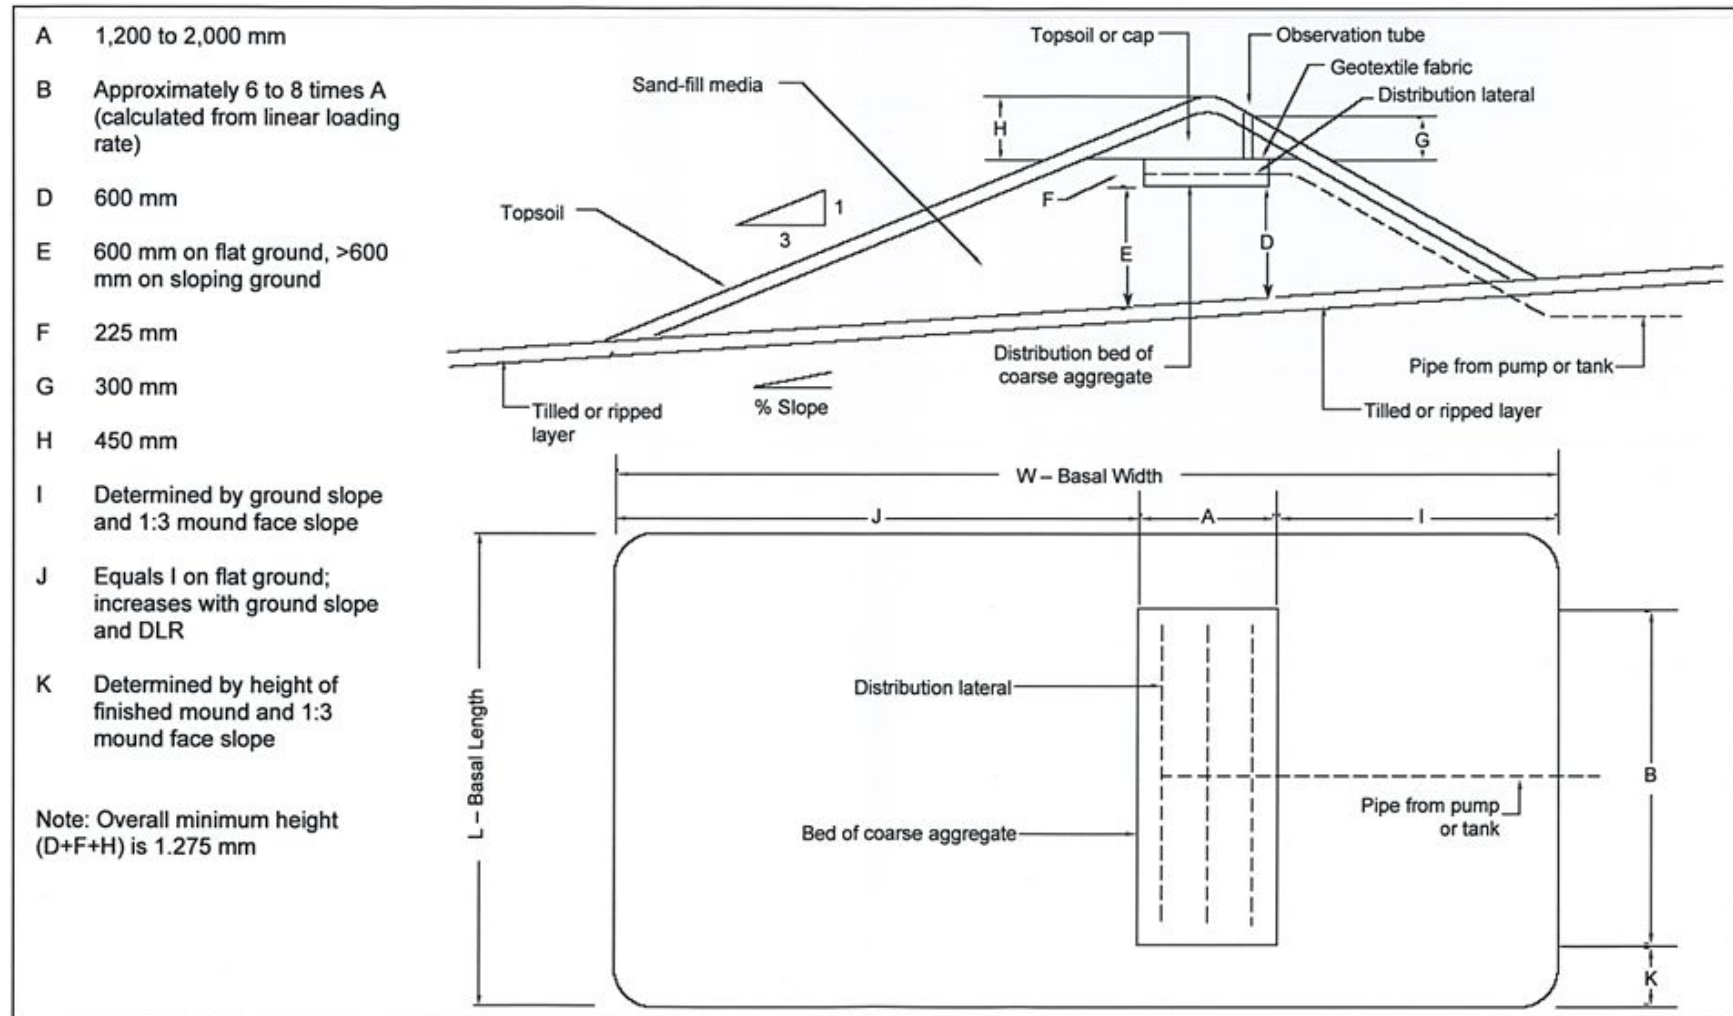 A 1,200 to 2,000 mm
B Approximately 6 to 8 times A
(calculated from linear loading
rate)
D 600 mm
E 600 mm on flat ground, >600
mm on sloping ground
F 225 mm
G 300 mm
H 450 mm
I Determined by ground slope
and 1:3 mound face slope
J Equals I on flat ground;
increases with ground slope
and DLR
K Determined by height of
finished mound and 1:3
mound face slope
Note: Overall minimum height
(D+F+H) is 1.275 mm
Topsoil or cap
Observation tube
Geotextile fabric
Distribution lateral
Sand-fill media
H
G
F
Topsoil
1
3
E
D
Distribution bed of
coarse aggregate
Pipe from pump or tank
% Slope
Tilled or ripped
layer
Tilled or ripped layer
W – Basal Width
J
A
I
L – Basal Length
Distribution lateral
B
Pipe from pump
or tank
Bed of coarse aggregate
K